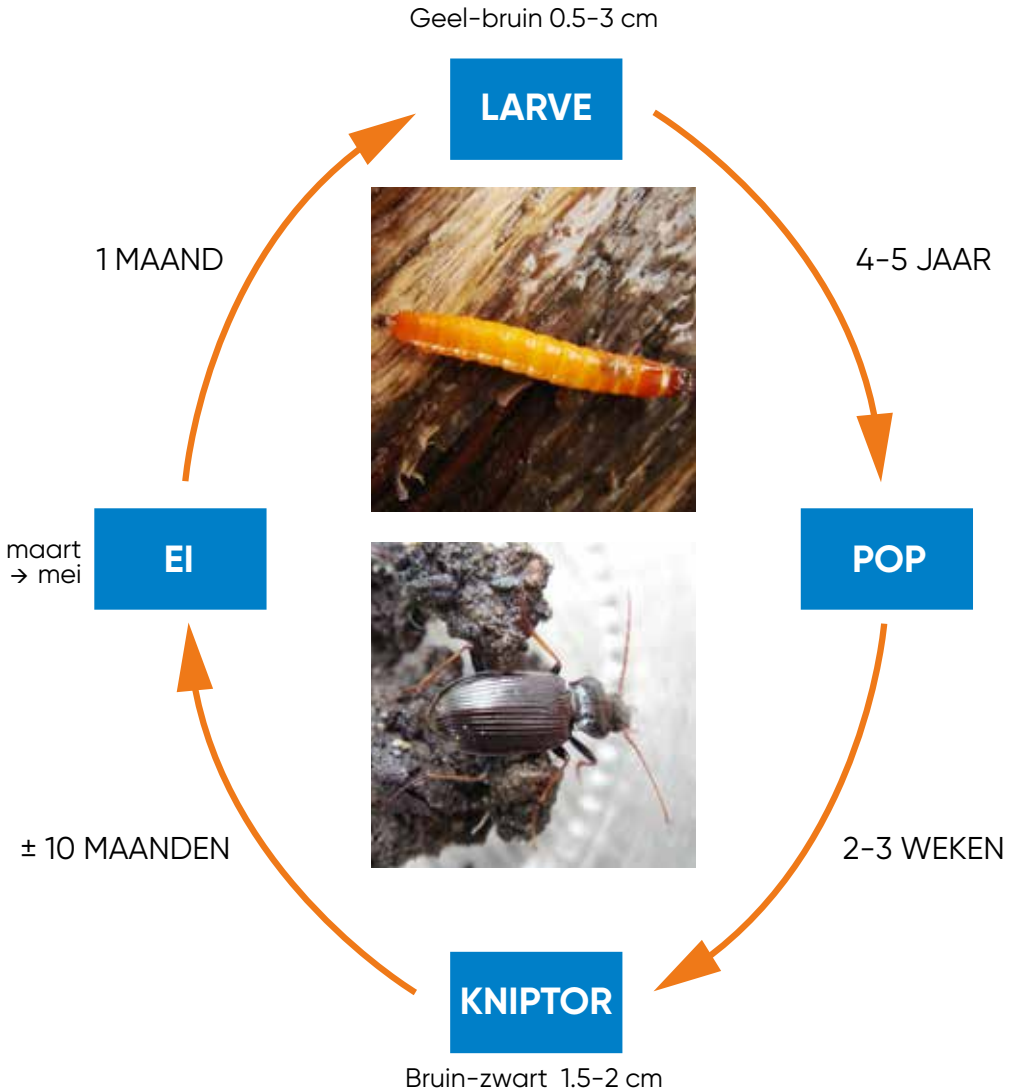 Geel-bruin 0.5-3 cm
LARVE
1 MAAND
4-5 JAAR
maart
→ mei
EI
POP
± 10 MAANDEN
2-3 WEKEN
KNIPTOR
Bruin-zwart 1.5-2 cm